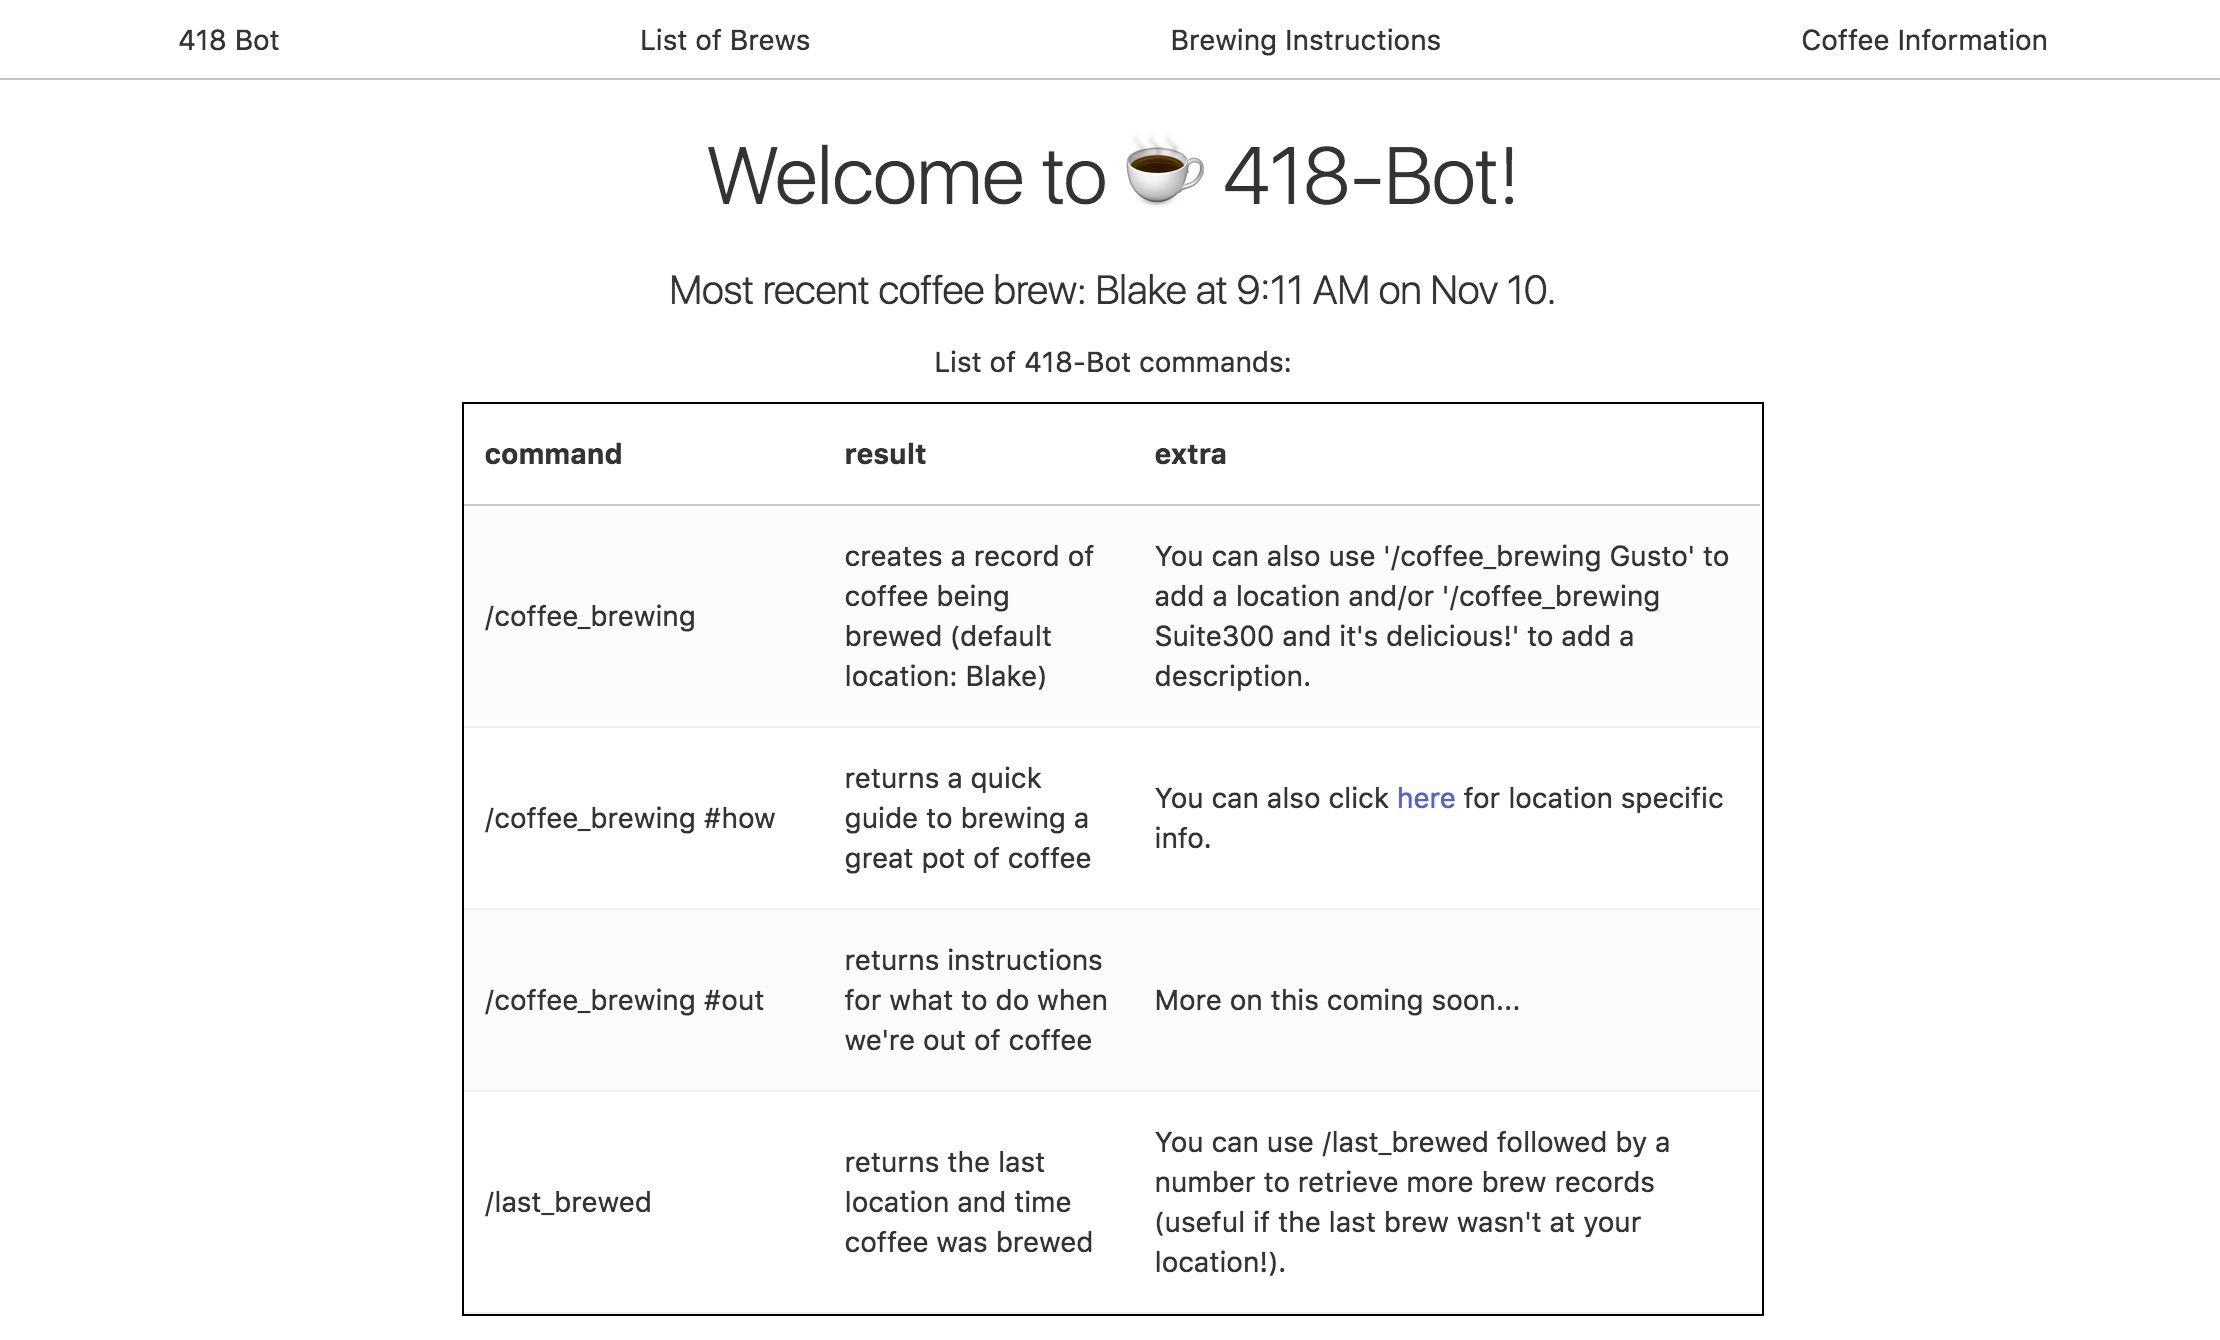 418 Bot
List of Brews
Brewing Instructions
Coffee Information
Welcome to ☕ 418-Bot!
Most recent coffee brew: Blake at 9:11 AM on Nov 10.
List of 418-Bot commands:
command
result
extra
/coffee_brewing
creates a record of
coffee being
brewed (default
location: Blake)
You can also use '/coffee_brewing Gusto' to
add a location and/or '/coffee_brewing
Suite300 and it's delicious!' to add a
description.
/coffee_brewing #how
returns a quick
guide to brewing a
great pot of coffee
You can also click here for location specific
info.
/coffee_brewing #out
returns instructions
for what to do when
we're out of coffee
More on this coming soon...
/last_brewed
returns the last
location and time
coffee was brewed
You can use /last_brewed followed by a
number to retrieve more brew records
(useful if the last brew wasn't at your
location!).